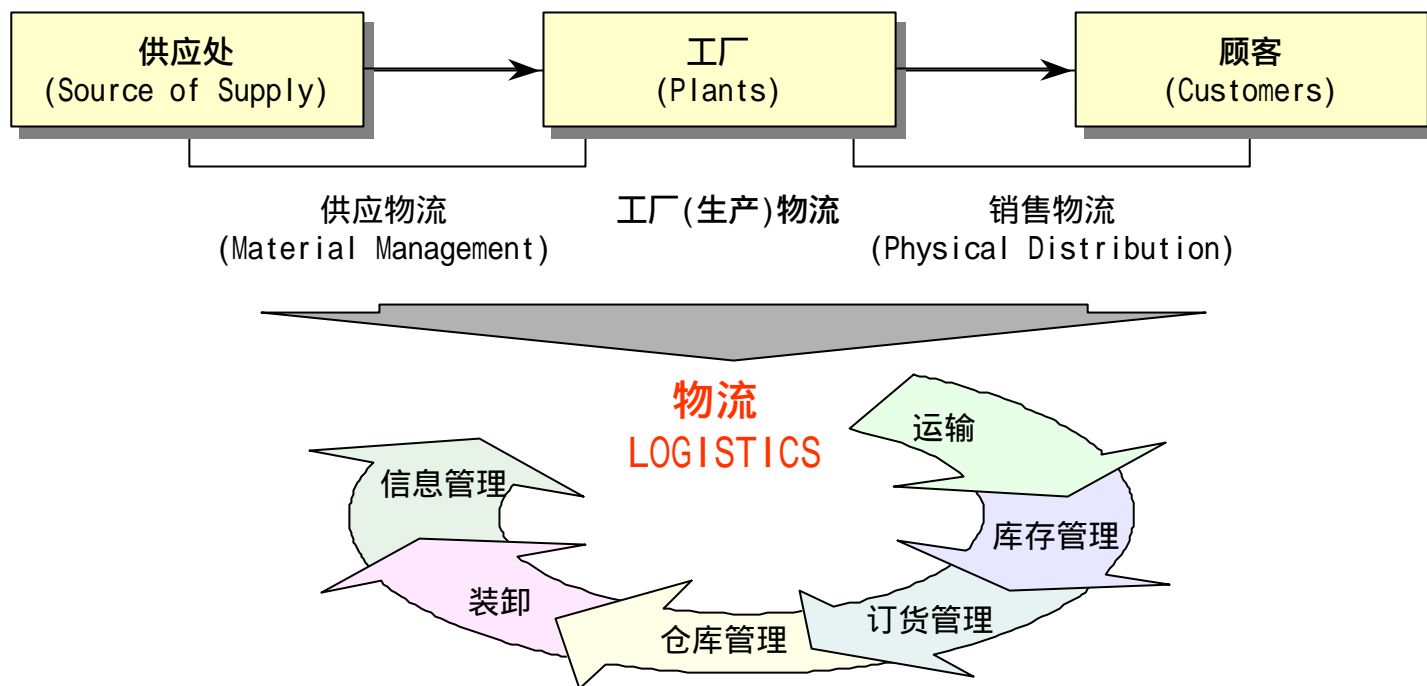 供应处
(Source of Supply)
工厂
(Plants)
顾客
(Customers)
供应物流
(Material Management)
工厂(生产)物流
销售物流
(Physical Distribution)
物流
LOGISTICS
运输
库存管理
订货管理
仓库管理
装卸
信息管理